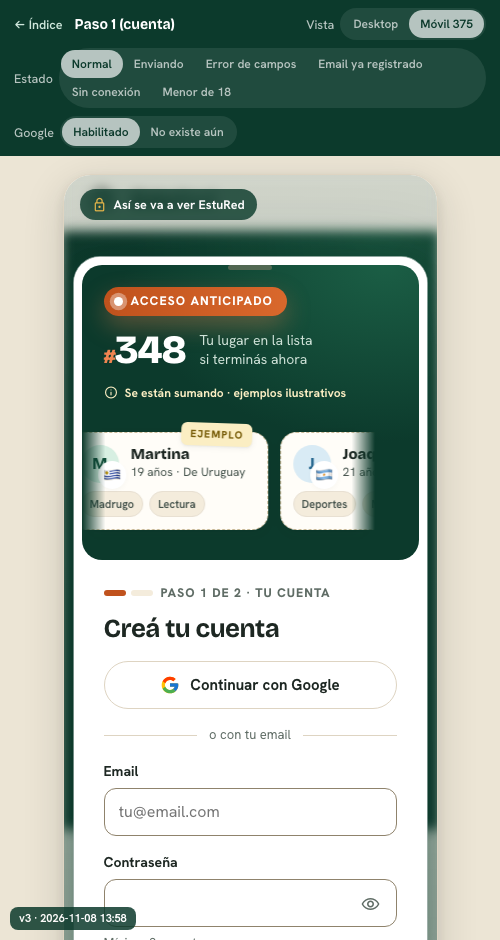 ← Índice Paso 1 (cuenta) Vista Desktop Móvil 375
Estado Normal Enviando Error de campos Email ya registrado
Sin conexión Menor de 18
Google Habilitado No existe aún
Así se va a ver EstuRed
ACCESO ANTICIPADO
#348 Tu lugar en la lista
si terminás ahora
Se están sumando · ejemplos ilustrativos
EJEMPLO
M Martina
19 años · De Uruguay
Madrugo Lectura
J
21
Deportes
PASO 1 DE 2 · TU CUENTA
Creá tu cuenta
Continuar con Google
o con tu email
Email
tu@email.com
Contraseña
v3 · 2026-11-08 13:58